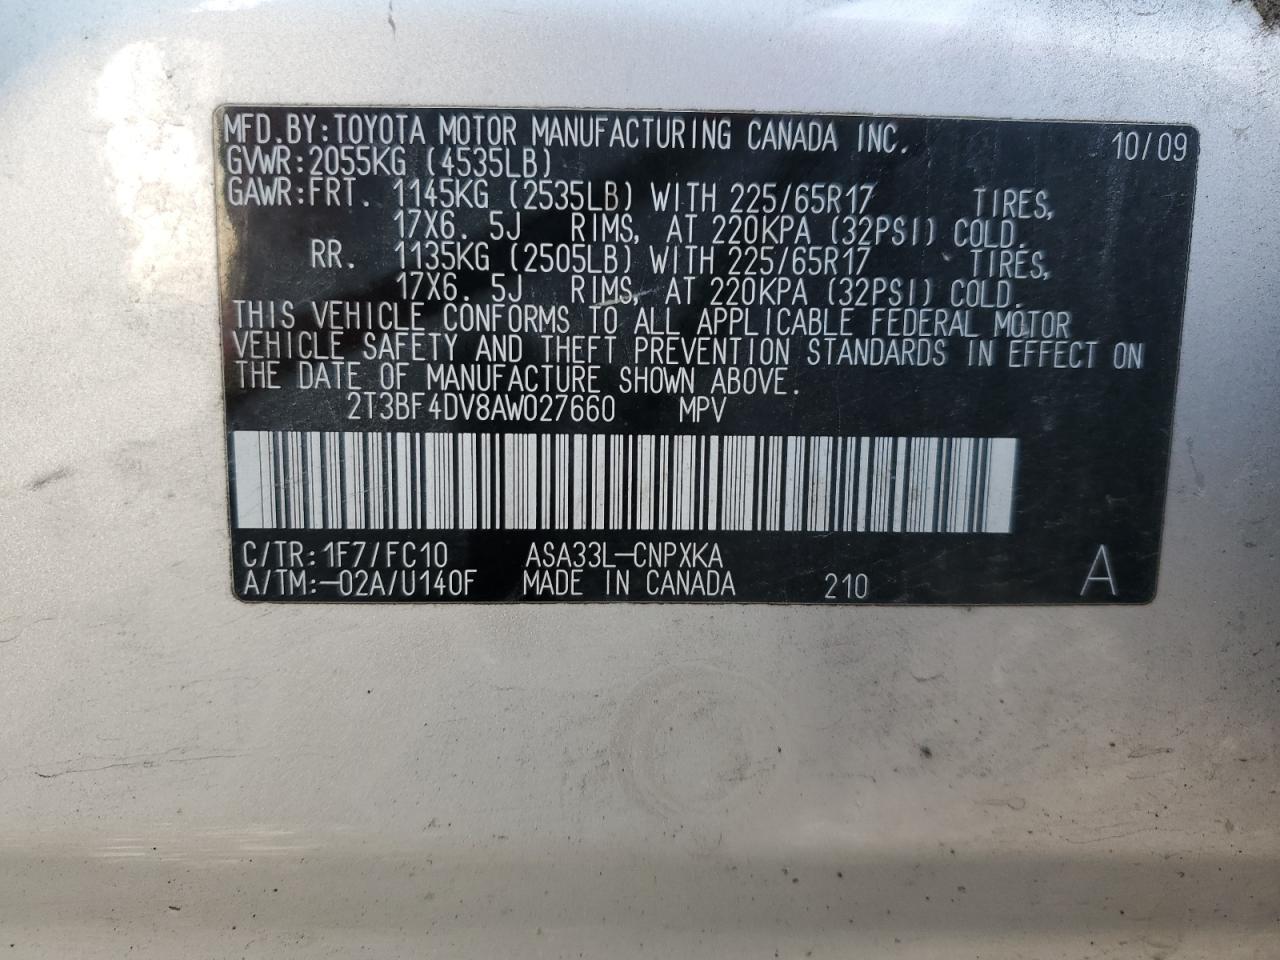 MFD.BY:TOYOTA MOTOR MANUFACTURING CANADA INC. 10/09
GVWR:2055KG (4535LB)
GAWR:FRT. 1145KG (2535LB) WITH 225/65R17 TIRES,
17X6. 5J RIMS, AT 220KPA (32PSI) COLD.
RR. 1135KG (2505LB) WITH 225/65R17 TIRES,
17X6. 5J RIMS, AT 220KPA (32PSI) COLD.
THIS VEHICLE CONFORMS TO ALL APPLICABLE FEDERAL MOTOR
VEHICLE SAFETY AND THEFT PREVENTION STANDARDS IN EFFECT ON
THE DATE OF MANUFACTURE SHOWN ABOVE.
2T3BF4DV8AW027660 MPV
C/TR:1F7/FC10 ASA33L-CNPXKA
A/TM:-02A/U140F MADE IN CANADA 210 A